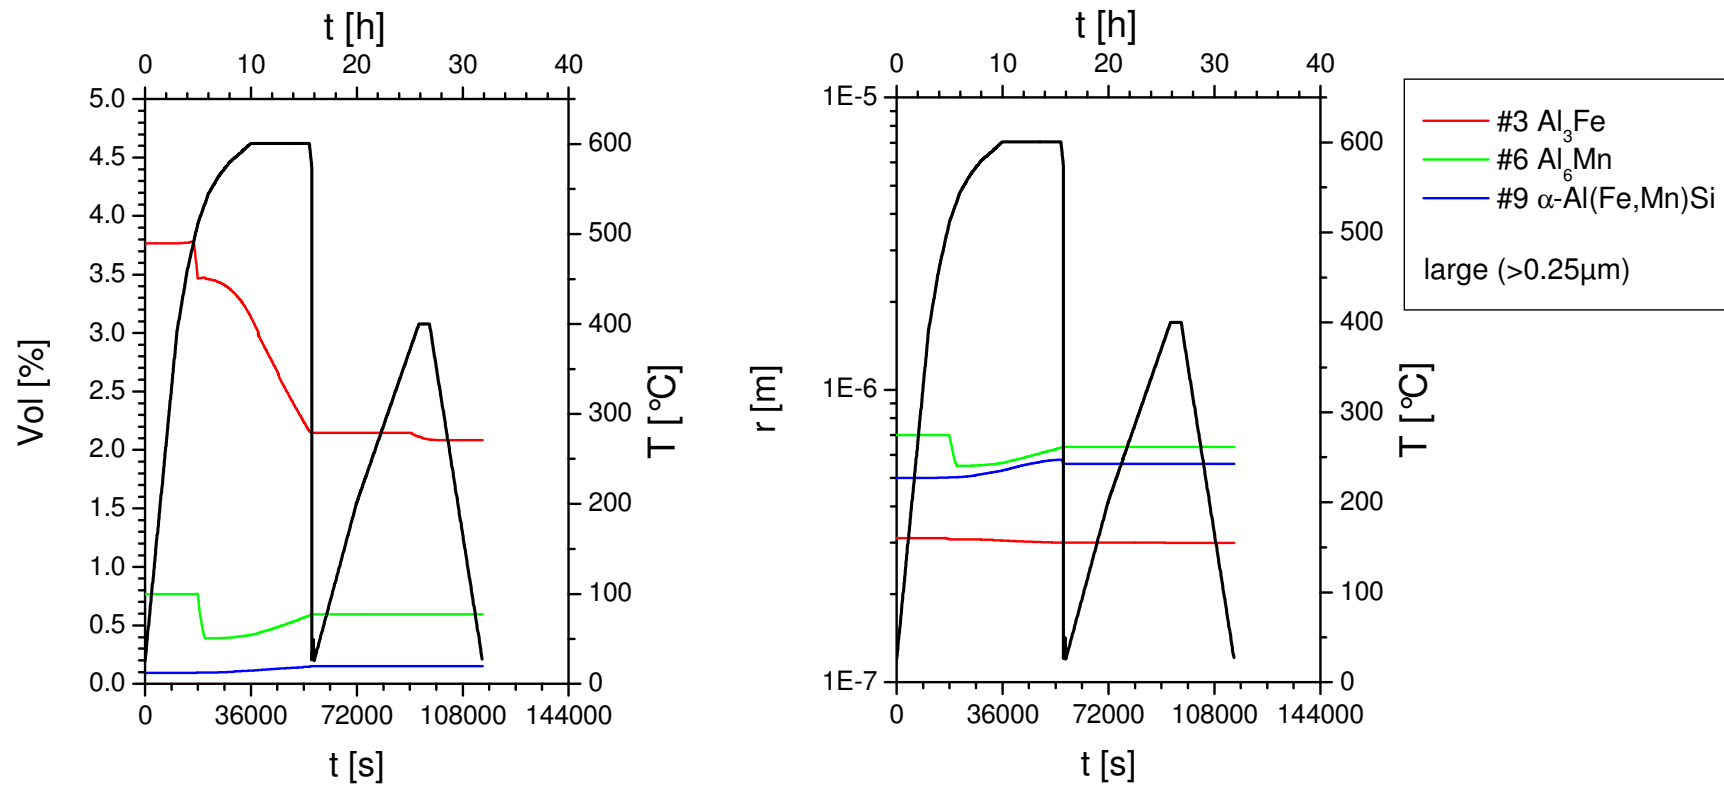 t [h]
0 10 20 30 40
5.0
4.5
4.0
3.5
3.0
2.5
2.0
1.5
1.0
0.5
0.0
Vol [%]
600
500
400
300
200
100
0
T [°C]
0 36000 72000 108000 144000
t [s]
t [h]
0 10 20 30 40
1E-5
1E-6
1E-7
r [m]
600
500
400
300
200
100
0
T [°C]
0 36000 72000 108000 144000
t [s]
#3 Al3Fe
#6 Al6Mn
#9 α-Al(Fe,Mn)Si
large (>0.25µm)